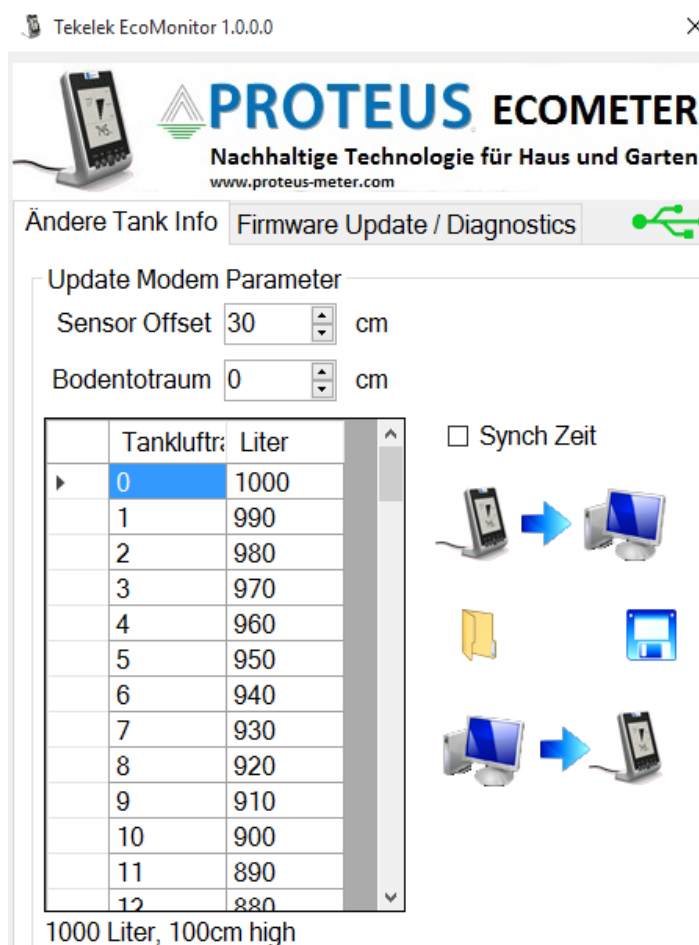 Tekelek EcoMonitor 1.0.0.0
PROTEUS ECOMETER
Nachhaltige Technologie für Haus und Garten
www.proteus-meter.com
Ändere Tank Info Firmware Update / Diagnostics
Update Modem Parameter
Sensor Offset 30 cm
Bodentotraum 0 cm
Tankluftra Liter
Synch Zeit
0 1000
1 990
2 980
3 970
4 960
5 950
6 940
7 930
8 920
9 910
10 900
11 890
12 880
1000 Liter, 100cm high